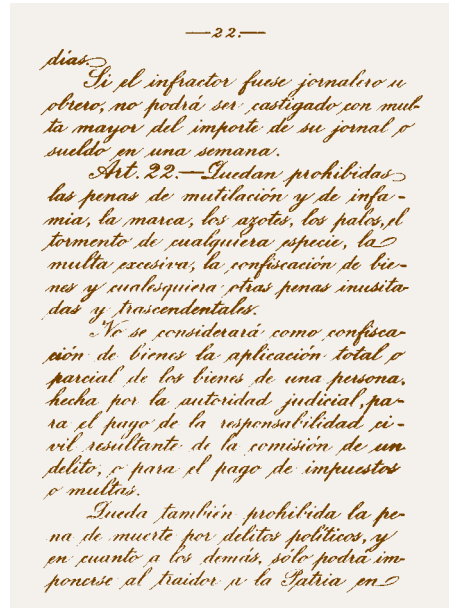 —22.—
días.
Si el infractor fuese jornalero u
obrero, no podrá ser castigado con mul-
ta mayor del importe de su jornal o
sueldo en una semana.
Art. 22.—Quedan prohibidas
las penas de mutilación y de infa-
mia, la marca, los azotes, los palos, el
tormento de cualquiera especie, la
multa excesiva, la confiscación de bie-
nes y cualesquiera otras penas inusita-
das y trascendentales.
No se considerará como confisca-
ción de bienes la aplicación total o
parcial de los bienes de una persona,
hecha por la autoridad judicial, pa-
ra el pago de la responsabilidad ci-
vil resultante de la comisión de un
delito, o para el pago de impuestos
o multas.
Queda también prohibida la pe-
na de muerte por delitos políticos, y
en cuanto a los demás, sólo podrá im-
ponerse al traidor a la Patria en